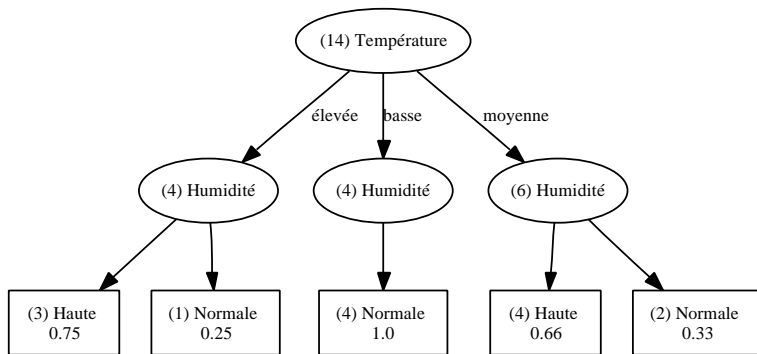 (14) Température
élevée
basse
moyenne
(4) Humidité
(4) Humidité
(6) Humidité
(3) Haute
0.75
(1) Normale
0.25
(4) Normale
1.0
(4) Haute
0.66
(2) Normale
0.33